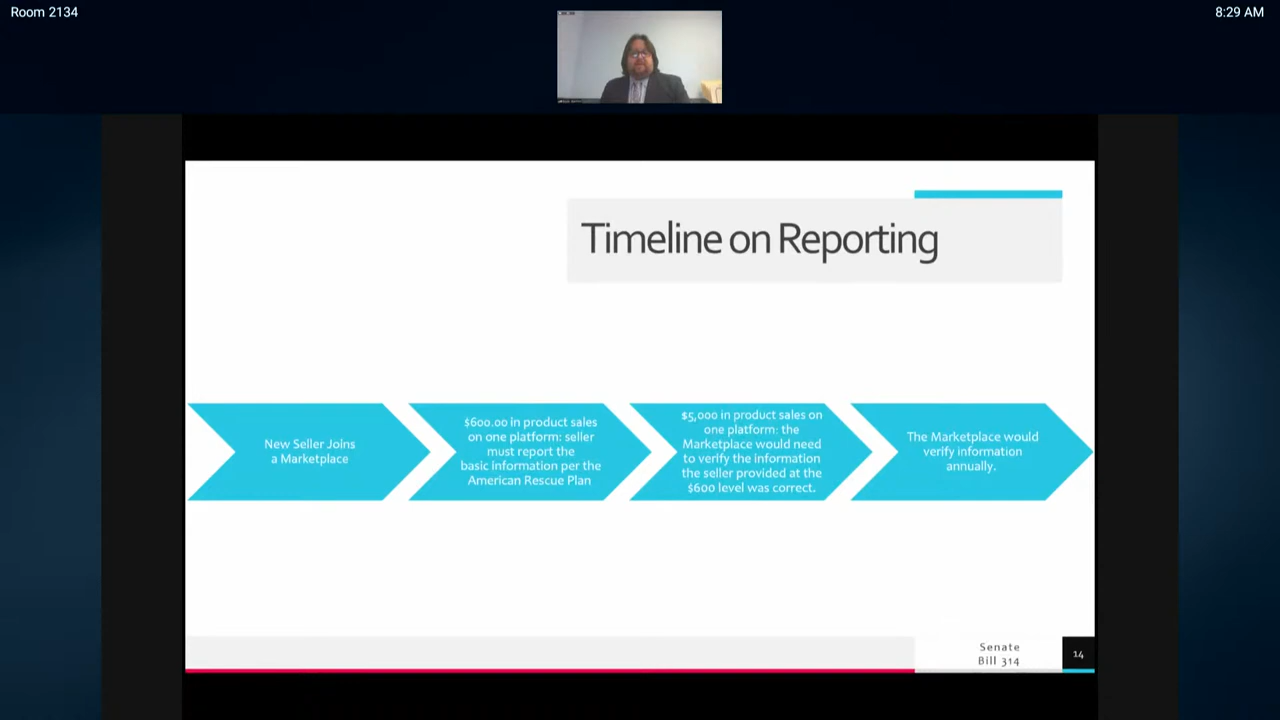 Room 2134
8:29 AM
Timeline on Reporting
New Seller Joins
a Marketplace
$600.00 in product sales
on one platform: seller
must report the
basic information per the
American Rescue Plan
$5,000 in product sales on
one platform: the
Marketplace would need
to verify the information
the seller provided at the
$600 level was correct.
The Marketplace would
verify information
annually.
Senate
Bill 314
14